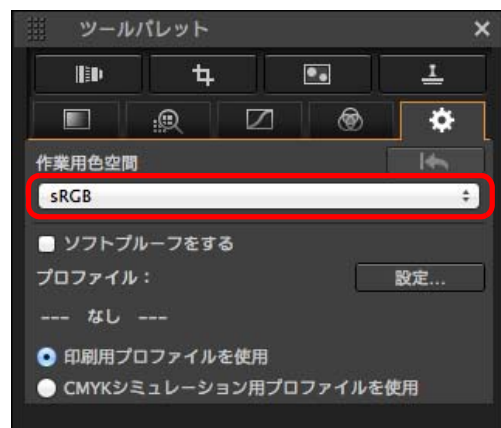 ツールパレット
作業用色空間
sRGB
ソフトプルーフをする
プロファイル：
設定...
--- なし ---
印刷用プロファイルを使用
CMYKシミュレーション用プロファイルを使用